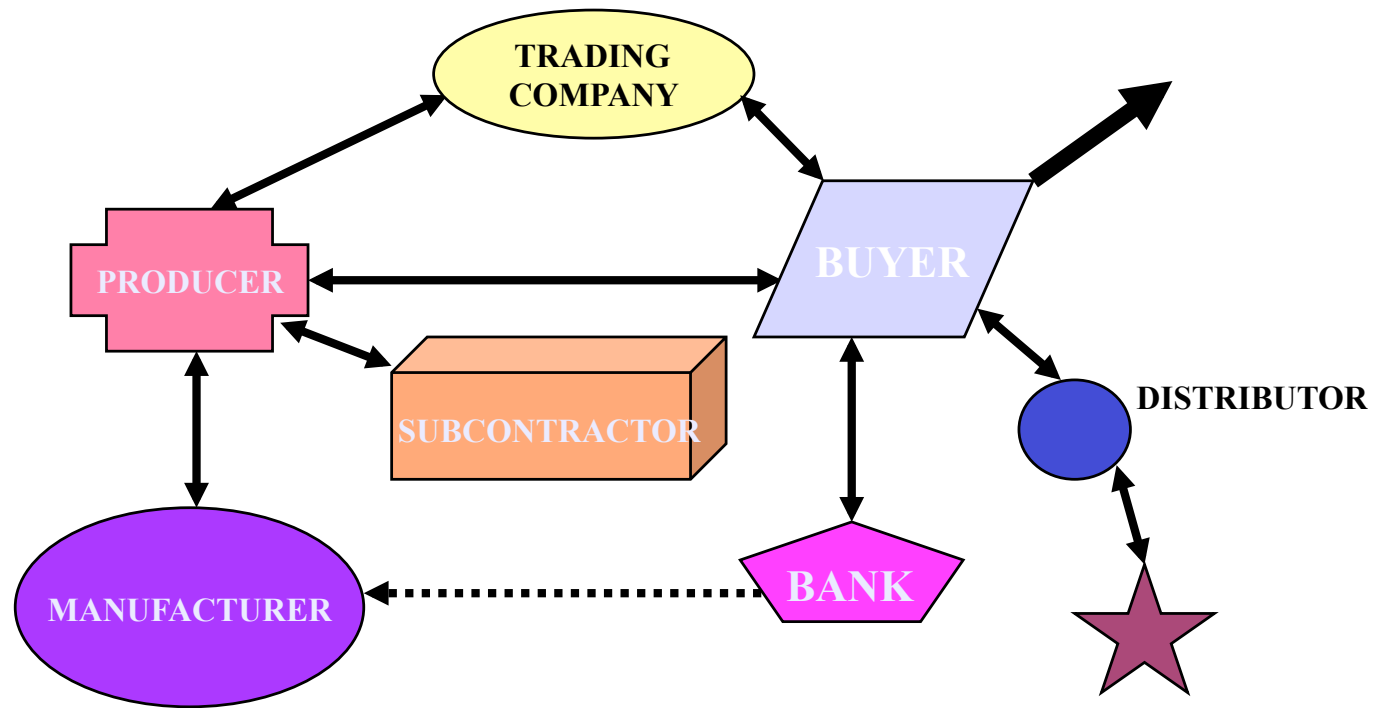 TRADING
COMPANY
BUYER
PRODUCER
DISTRIBUTOR
SUBCONTRACTOR
BANK
MANUFACTURER